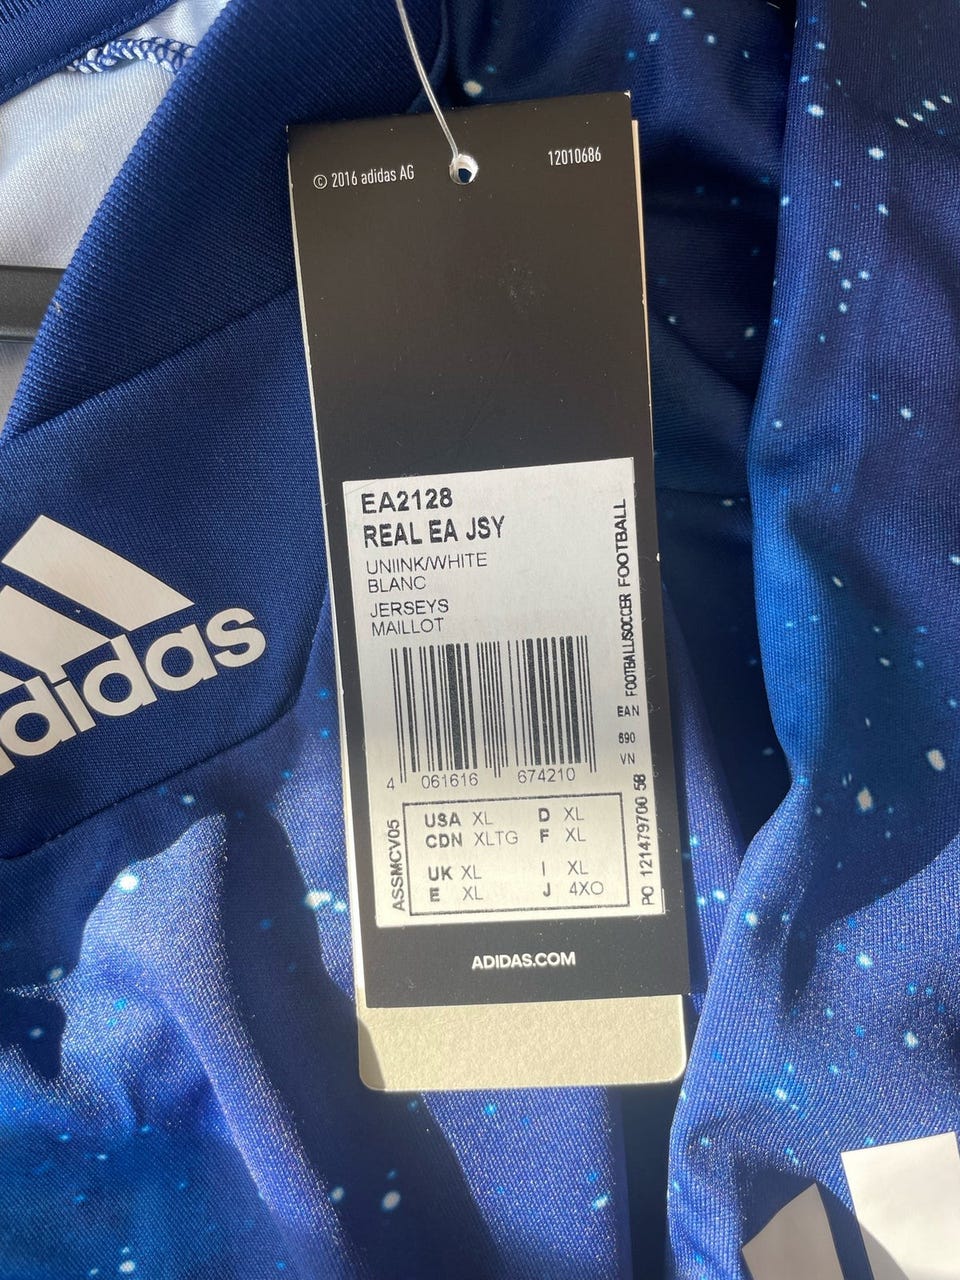 © 2016 adidas AG
12010686
EA2128
REAL EA JSY
UNIINK/WHITE
BLANC
JERSEYS
MAILLOT
FOOTBALL/SOCCER FOOTBALL
4 061616 674210
EAN
690
VN
ASSMCV05
USA XL D XL
CDN XLTG F XL
UK XL I XL
E XL J 4XO
PO 121479700 58
ADIDAS.COM
adidas